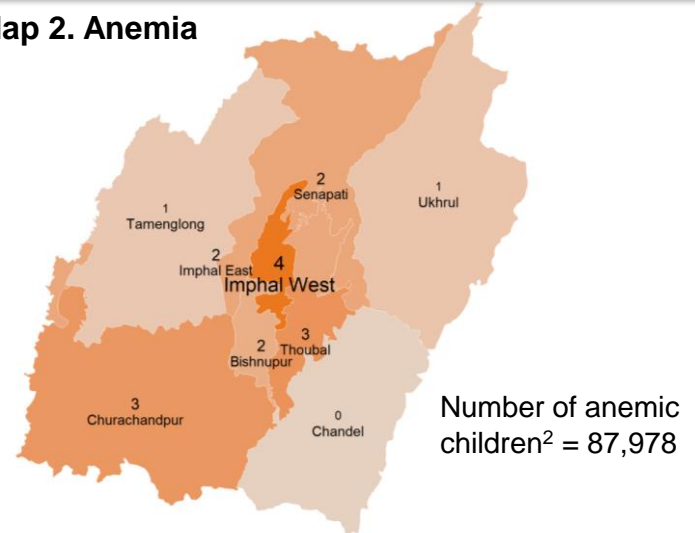 ap 2. Anemia
2
Senapati
1
Ukhrul
1
Tamenglong
2
Imphal East
4
Imphal West
3
Thoubal
2
Bishnupur
3
Churachandpur
0
Chandel
Number of anemic
children² = 87,978